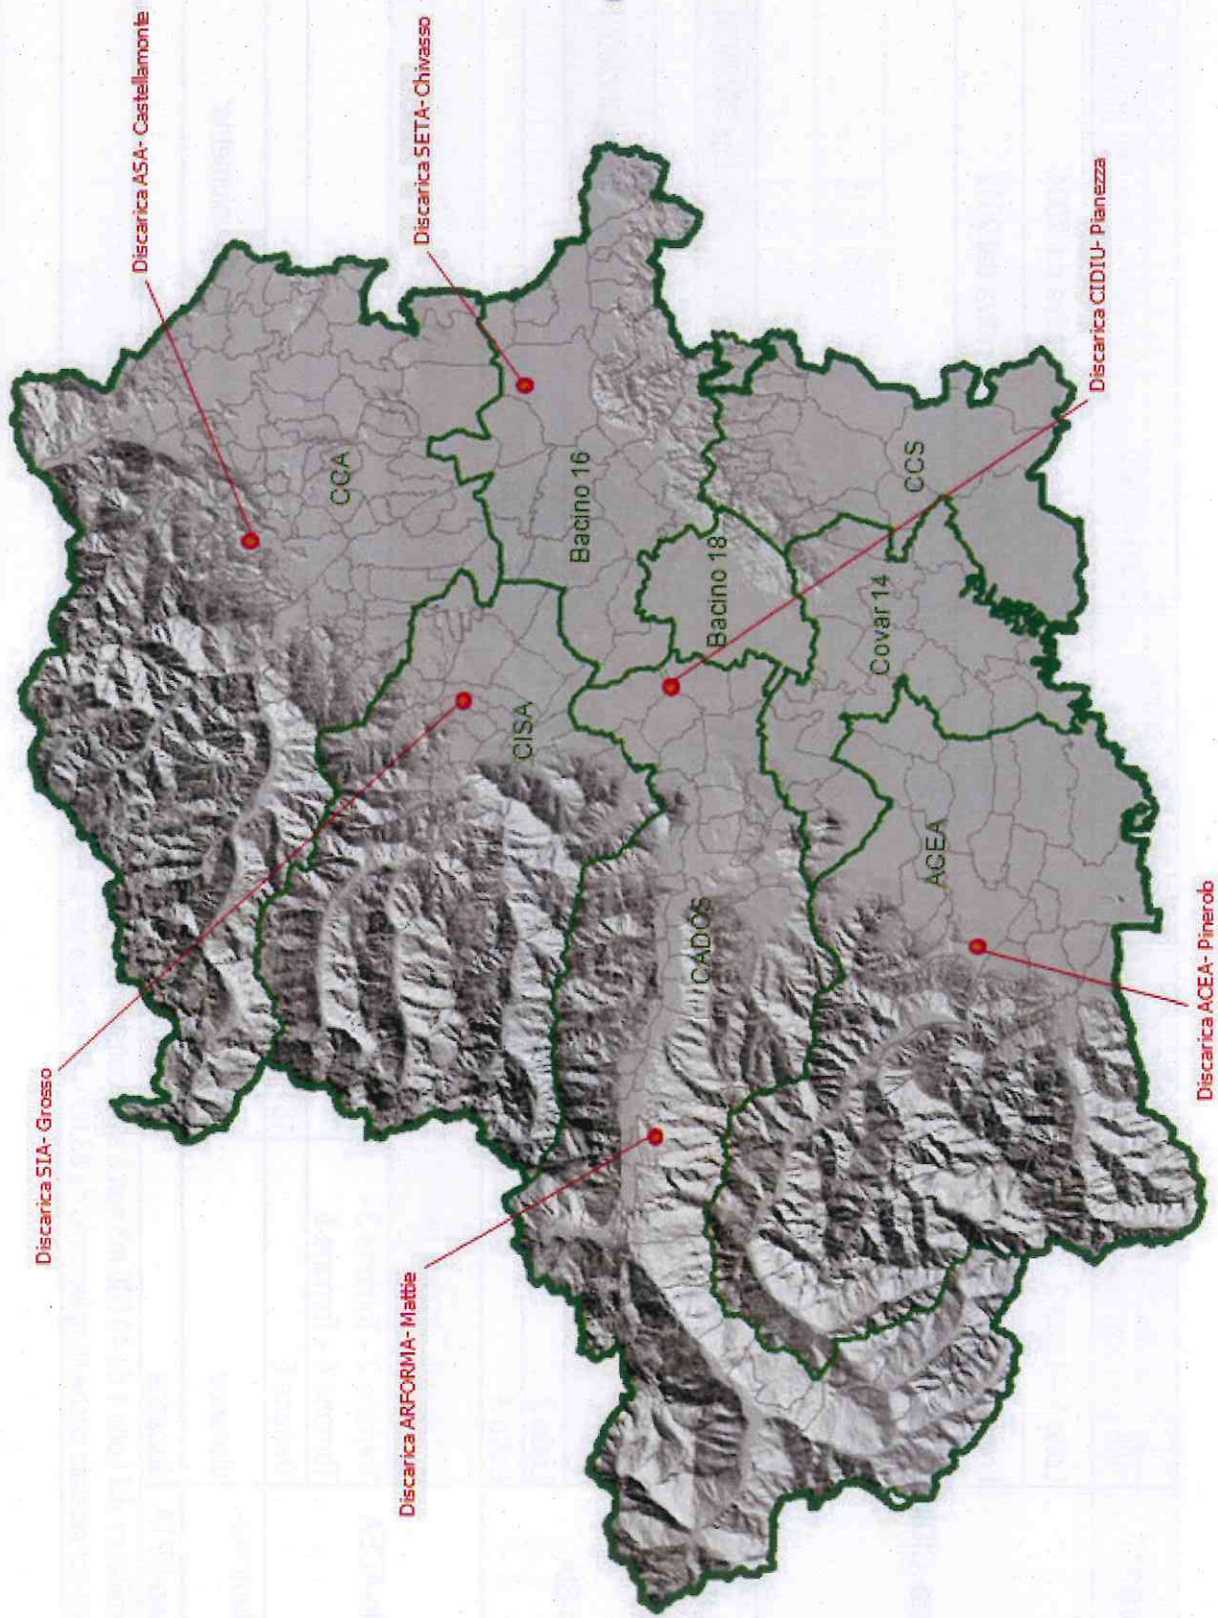 Discarica SIA- Grosso
Discarica ASA- Castellamonte
Discarica SETA- Chivasso
Discarica CIDIU- Pianezza
Discarica ARFORMA- Mattie
Discarica ACEA- Pinerolo
CCA
Bacino 16
CISA
Bacino 18
CCS
Covar 14
CADOS
ACEA